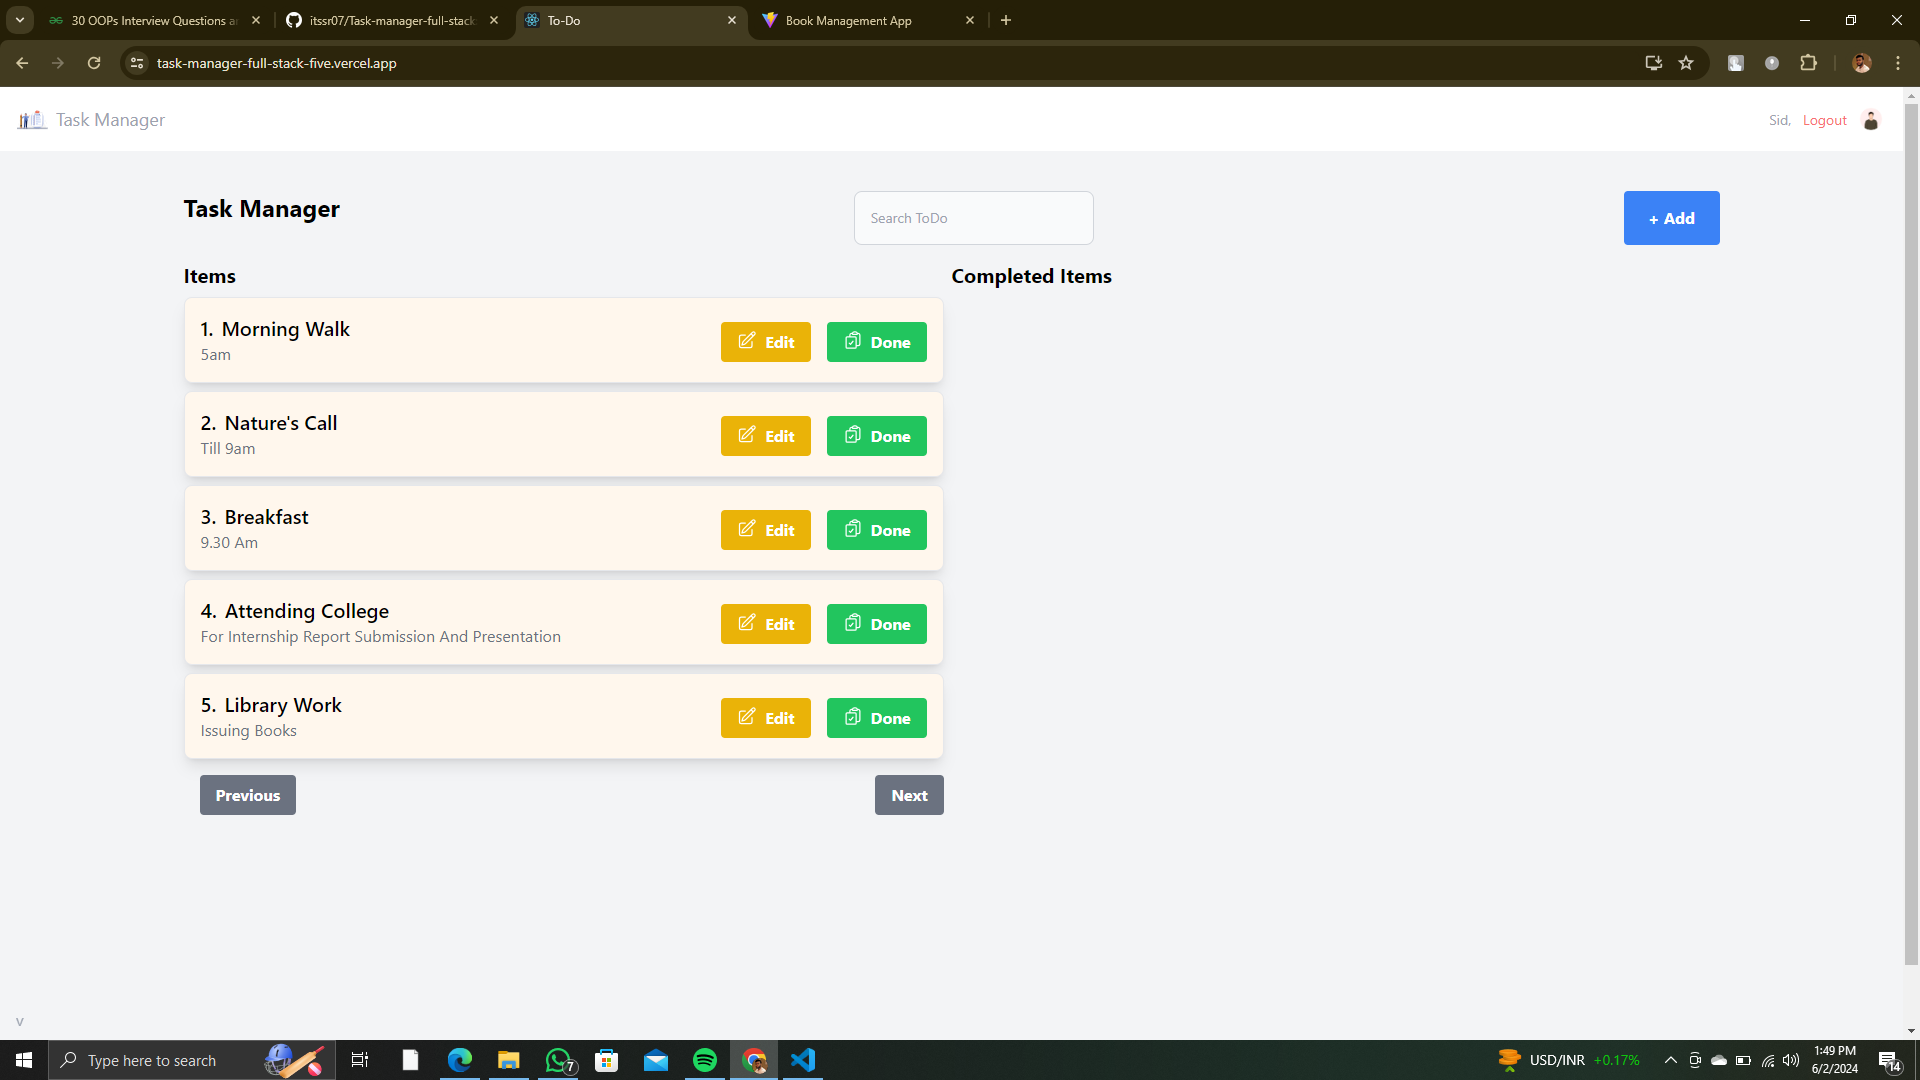 30 OOPs Interview Questions a
itssr07/Task-manager-full-stack
To-Do
Book Management App
task-manager-full-stack-five.vercel.app
Task Manager
Sid, Logout
Task Manager
Search ToDo
+ Add
Items
Completed Items
1. Morning Walk
5am
Edit
Done
2. Nature's Call
Till 9am
Edit
Done
3. Breakfast
9.30 Am
Edit
Done
4. Attending College
For Internship Report Submission And Presentation
Edit
Done
5. Library Work
Issuing Books
Edit
Done
Previous
Next
v
Type here to search
7
USD/INR +0.17%
1:49 PM
6/2/2024
14